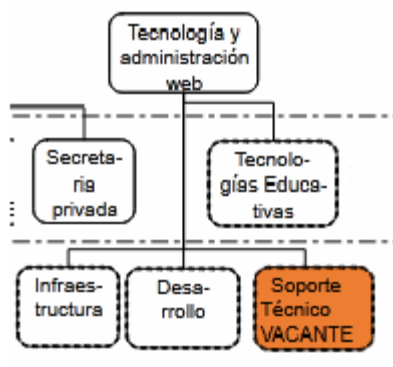 Tecnología y
administración
web
Secreta-
ria
privada
Tecnolo-
gías Educa-
tivas
Infraes-
tructura
Desa-
rrollo
Soporte
Técnico
VACANTE